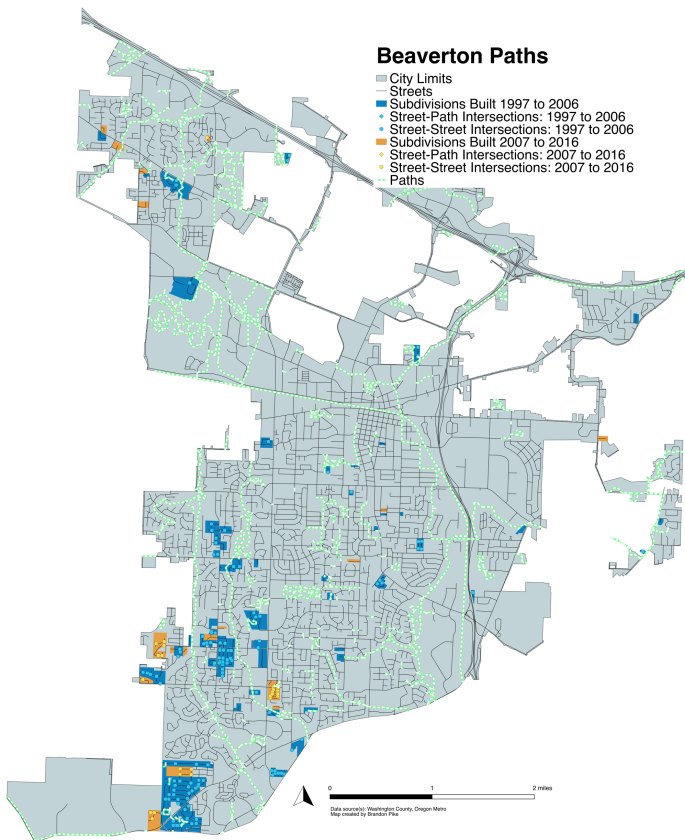 Beaverton Paths
City Limits
Streets
Subdivisions Built 1997 to 2006
Street-Path Intersections: 1997 to 2006
Street-Street Intersections: 1997 to 2006
Subdivisions Built 2007 to 2016
Street-Path Intersections: 2007 to 2016
Street-Street Intersections: 2007 to 2016
Paths
0 1 2 miles
Data source(s): Washington County, Oregon Metro
Map created by Brandon Pike